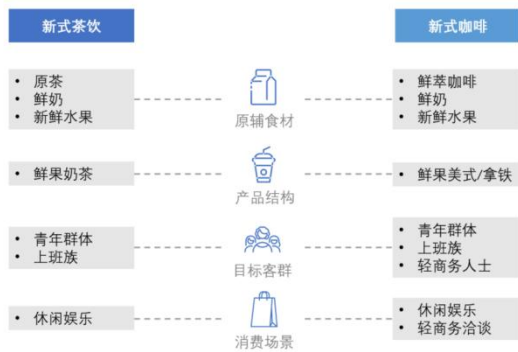 新式茶饮
新式咖啡
• 原茶
• 鲜奶
• 新鲜水果
原辅食材
• 鲜萃咖啡
• 鲜奶
• 新鲜水果
• 鲜果奶茶
产品结构
• 鲜果美式/拿铁
• 青年群体
• 上班族
目标客群
• 青年群体
• 上班族
• 轻商务人士
• 休闲娱乐
消费场景
• 休闲娱乐
• 轻商务洽谈